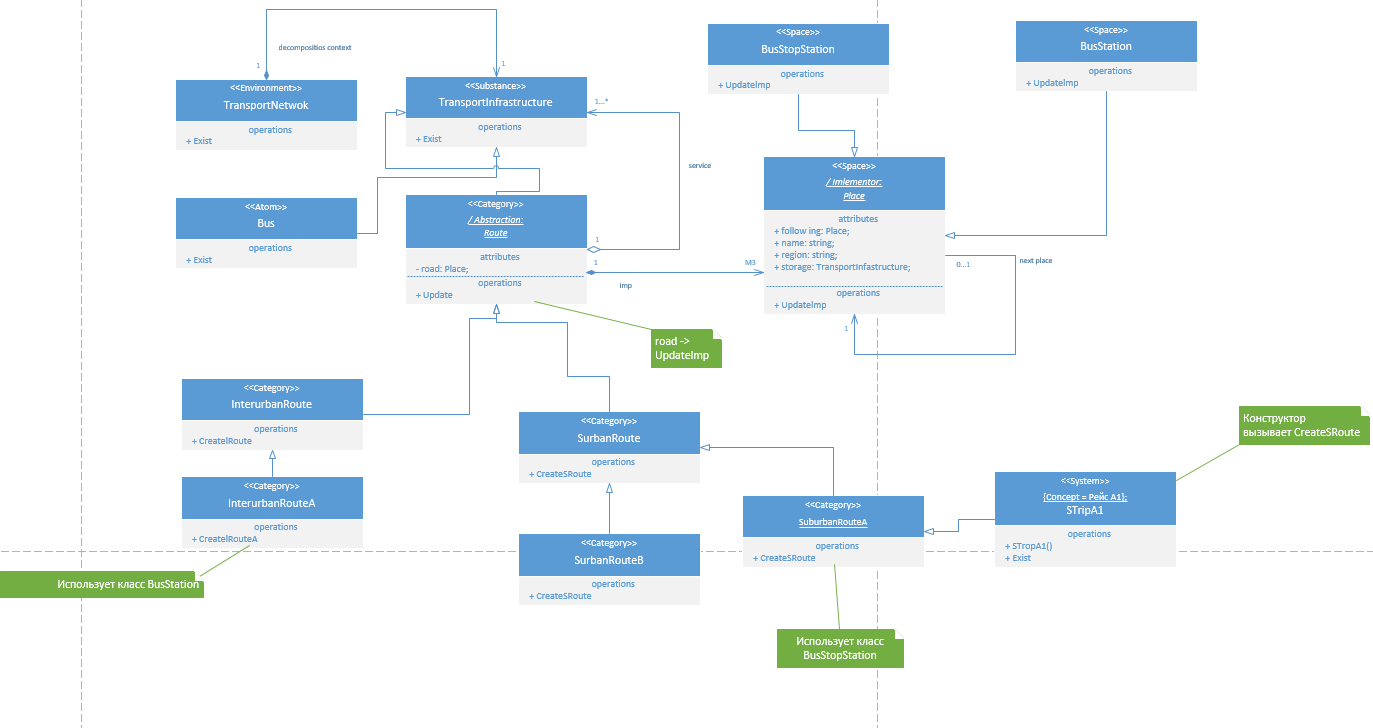 decompositios context
1
1
<<Environment>>
TransportNetwok
operations
+ Exist
<<Substance>>
TransportInfrastructure
operations
+ Exist
1...*
service
<<Space>>
BusStopStation
operations
+ UpdateImp
<<Space>>
BusStation
operations
+ UpdateImp
<<Atom>>
Bus
operations
+ Exist
<<Category>>
/ Abstraction:
Route
attributes
- road: Place;
operations
+ Update
1
1
M3
imp
<<Space>>
/ Imlementor:
Place
attributes
+ follow ing: Place;
+ name: string;
+ region: string;
+ storage: TransportInfastructure;
operations
+ UpdateImp
0...1
next place
1
road ->
UpdateImp
<<Category>>
InterurbanRoute
operations
+ CreateIRoute
<<Category>>
InterurbanRouteA
operations
+ CreateIRouteA
Использует класс BusStation
<<Category>>
SurbanRoute
operations
+ CreateSRoute
<<Category>>
SurbanRouteB
operations
+ CreateSRoute
<<Category>>
SuburbanRouteA
operations
+ CreateSRoute
Использует класс
BusStopStation
Конструктор
вызывает CreateSRoute
<<System>>
{Concept = Рейс А1};
STripA1
operations
+ STropA1()
+ Exist